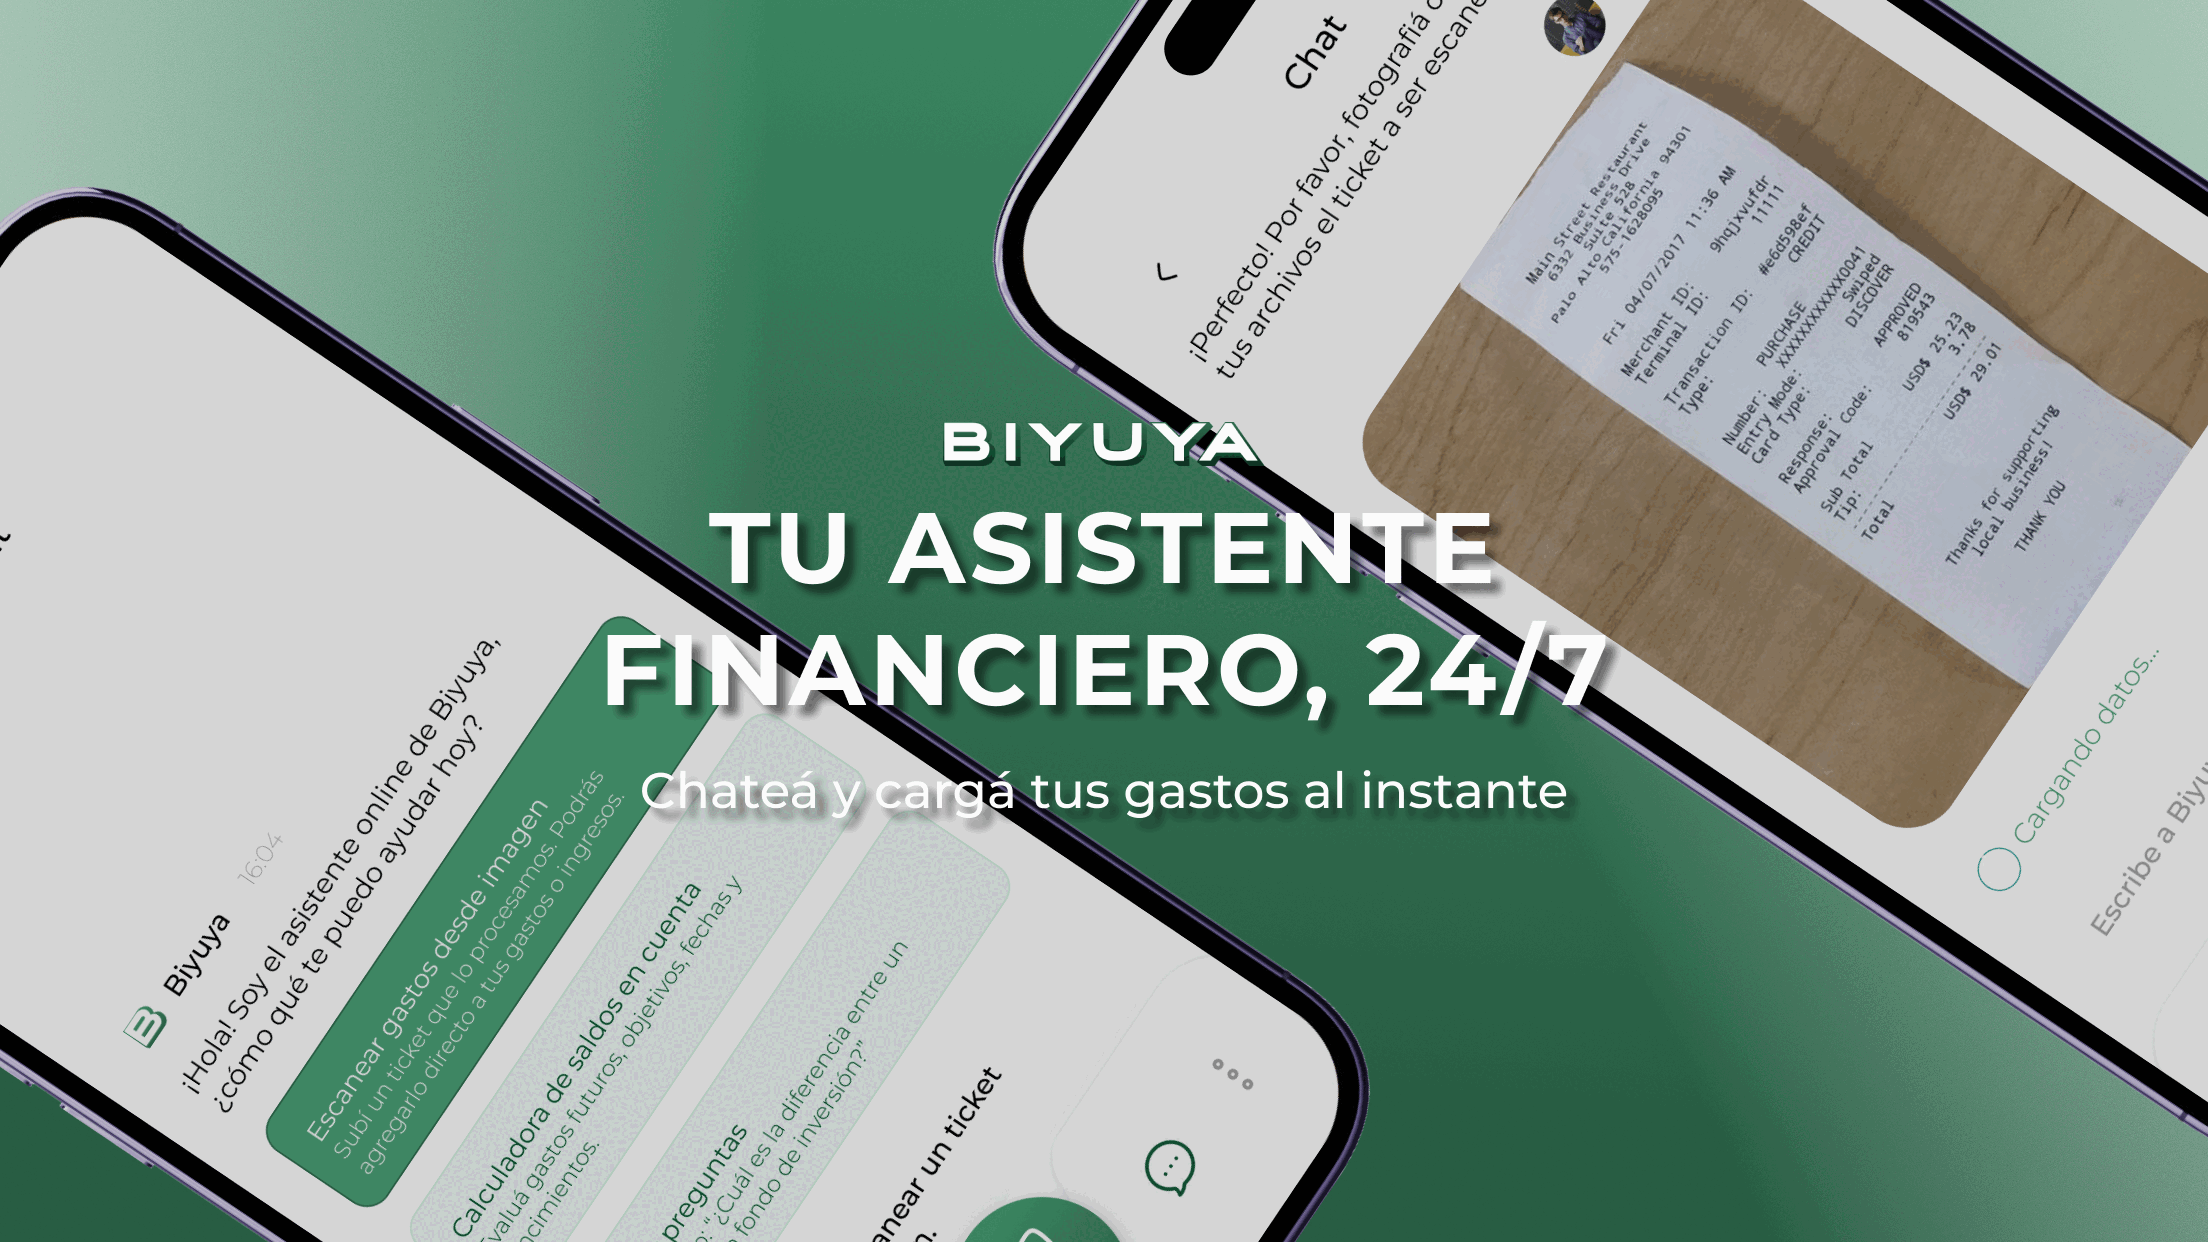 BIYUYA
TU ASISTENTE
FINANCIERO, 24/7
Chateá y cargá tus gastos al instante
Biyuya
16:04
¡Hola! Soy el asistente online de Biyuya,
¿cómo qué te puedo ayudar hoy?
Escanear gastos desde imagen
Subí un ticket que lo procesamos. Podrás
agregarlo directo a tus gastos o ingresos.
Calculadora de saldos en cuenta
valuá gastos futuros, objetivos, fechas y
cimientos.
preguntas
"¿Cuál es la diferencia entre un
fondo de inversión?"
anear un ticket
Chat
¡Perfecto! Por favor, fotografiá
tus archivos el ticket a ser escane
Main Street Restaurant
6332 Business Drive
Suite 528
Palo Alto California 94301
575-1628095
Fri 04/07/2017 11:36 AM
Merchant ID: 9hqjxvufdr
Terminal ID: 11111
Transaction ID: #e6d598ef
Type: CREDIT
PURCHASE
Number: XXXXXXXXXXXX0041
Entry Mode: Swiped
Card Type: DISCOVER
Response: APPROVED
Approval Code: 819543
Sub Total USD$ 25.23
Tip: 3.78
Total USD$ 29.01
Thanks for supporting
local business!
THANK YOU
Cargando datos...
Escribe a Biyu